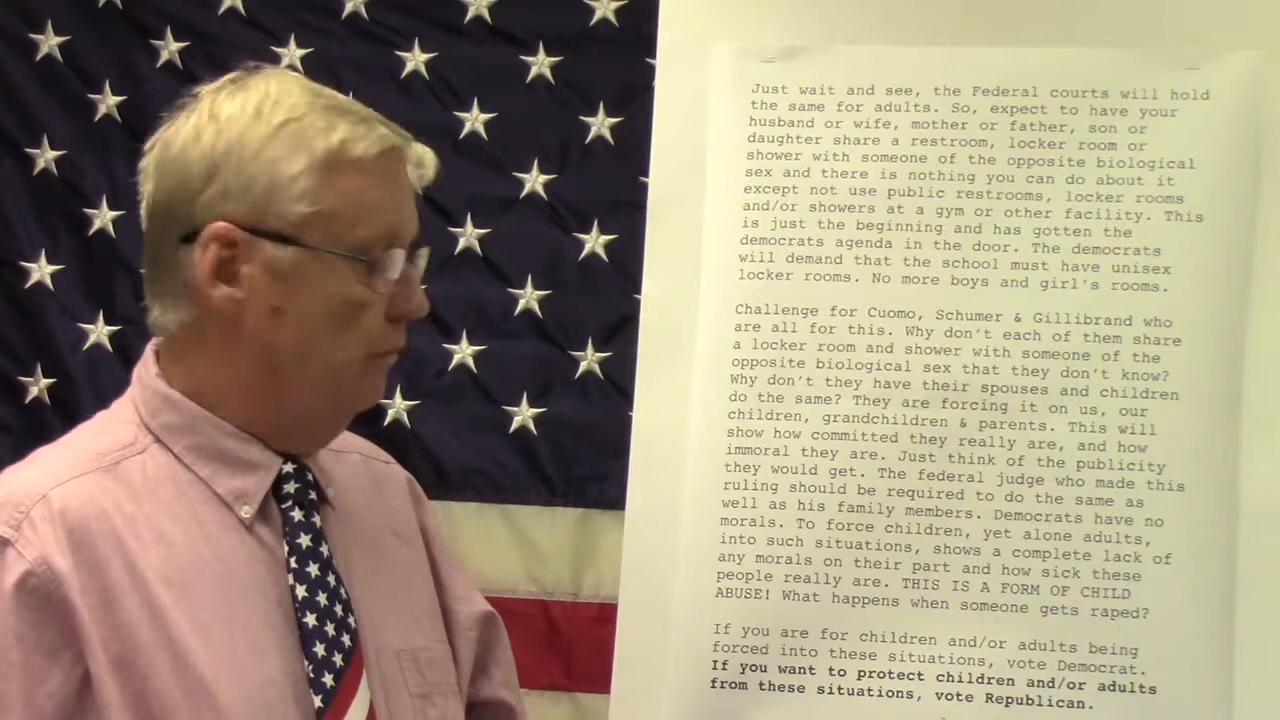 Just wait and see, the Federal courts will hold
the same for adults. So, expect to have your
husband or wife, mother or father, son or
daughter share a restroom, locker room or
shower with someone of the opposite biological
sex and there is nothing you can do about it
except not use public restrooms, locker rooms
and/or showers at a gym or other facility. This
is just the beginning and has gotten the
democrats agenda in the door. The democrats
will demand that the school must have unisex
locker rooms. No more boys and girl's rooms.
Challenge for Cuomo, Schumer & Gillibrand who
are all for this. Why don't each of them share
a locker room and shower with someone of the
opposite biological sex that they don't know?
Why don't they have their spouses and children
do the same? They are forcing it on us, our
children, grandchildren & parents. This will
show how committed they really are, and how
immoral they are. Just think of the publicity
they would get. The federal judge who made this
ruling should be required to do the same as
well as his family members. Democrats have no
morals. To force children, yet alone adults,
into such situations, shows a complete lack of
any morals on their part and how sick these
people really are. THIS IS A FORM OF CHILD
ABUSE! What happens when someone gets raped?
If you are for children and/or adults being
forced into these situations, vote Democrat.
If you want to protect children and/or adults
from these situations, vote Republican.